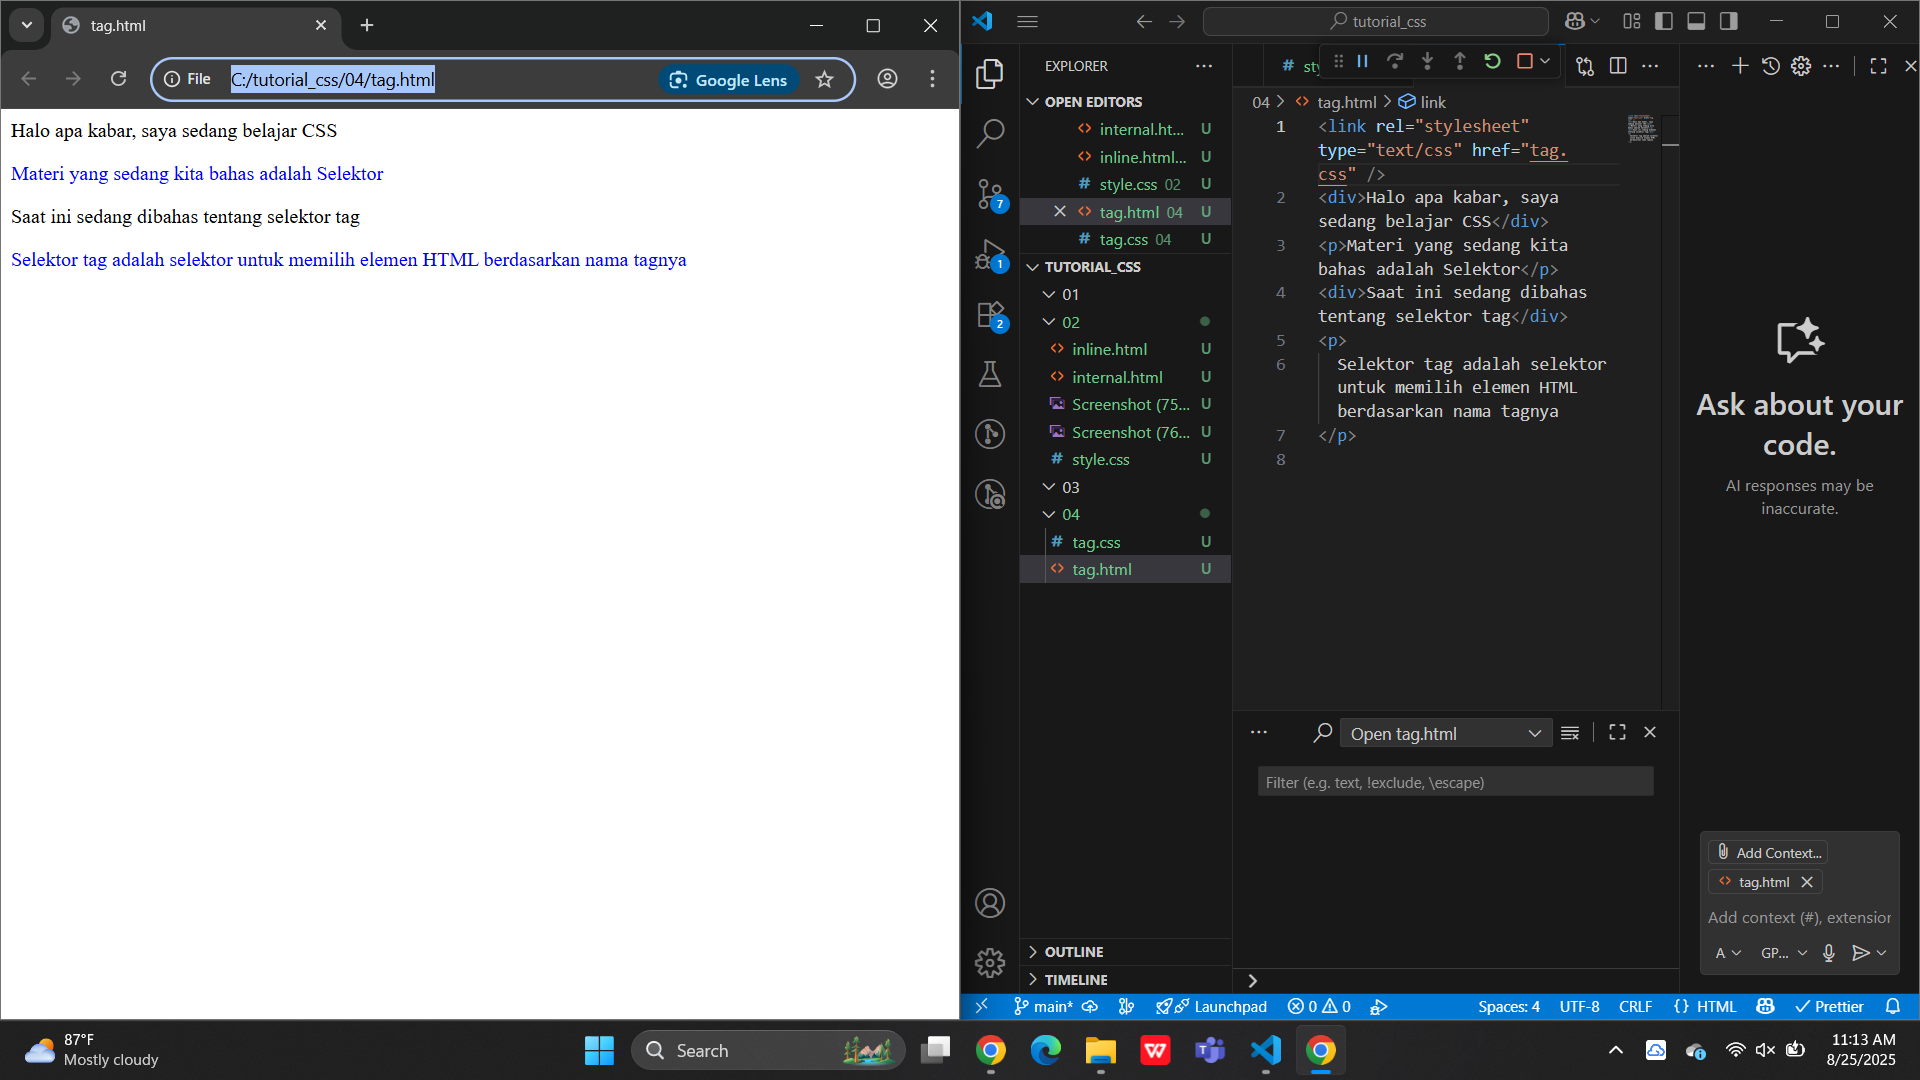 tag.html
File
C:/tutorial_css/04/tag.html
Google Lens
Halo apa kabar, saya sedang belajar CSS
Materi yang sedang kita bahas adalah Selektor
Saat ini sedang dibahas tentang selektor tag
Selektor tag adalah selektor untuk memilih elemen HTML berdasarkan nama tagnya
tutorial_css
EXPLORER
OPEN EDITORS
internal.ht... U
inline.html... U
# style.css 02 U
tag.html 04 U
# tag.css 04 U
TUTORIAL_CSS
01
02
inline.html U
internal.html U
Screenshot (75... U
Screenshot (76... U
# style.css U
03
04
# tag.css U
tag.html U
OUTLINE
TIMELINE
7
1
2
# sty
04 > tag.html > link
1 <link rel="stylesheet"
type="text/css" href="tag.
css" />
2 <div>Halo apa kabar, saya
sedang belajar CSS</div>
3 <p>Materi yang sedang kita
bahas adalah Selektor</p>
4 <div>Saat ini sedang dibahas
tentang selektor tag</div>
5 <p>
6 Selektor tag adalah selektor
untuk memilih elemen HTML
berdasarkan nama tagnya
7 </p>
8
Open tag.html
Filter (e.g. text, !exclude, \escape)
Ask about your
code.
AI responses may be
inaccurate.
Add Context...
tag.html
Add context (#), extension
A
GP...
main*
Launchpad
0 0
Spaces: 4
UTF-8
CRLF
{ } HTML
Prettier
87°F
Mostly cloudy
Search
11:13 AM
8/25/2025